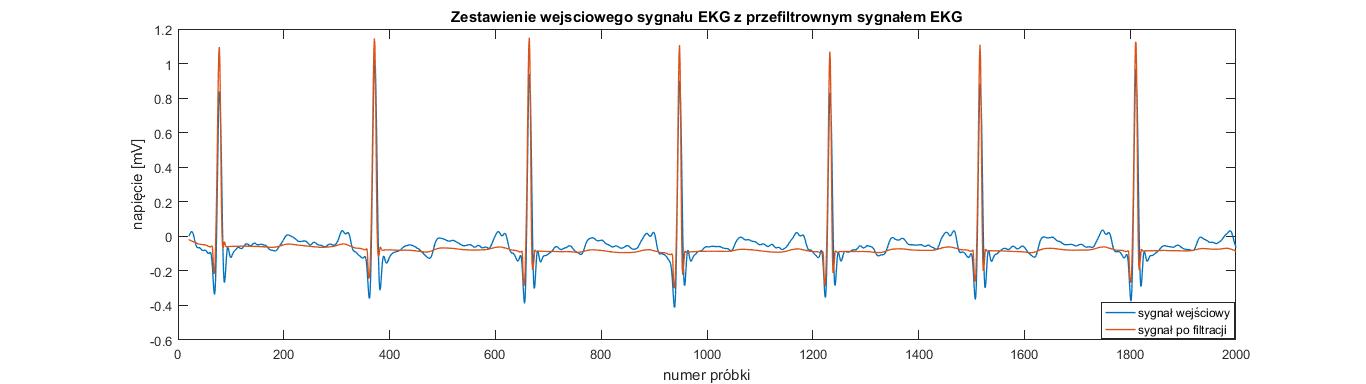 Zestawienie wejsciowego sygnału EKG z przefiltrownym sygnałem EKG
1.2
1
0.8
0.6
0.4
0.2
0
-0.2
-0.4
-0.6
napięcie [mV]
0 200 400 600 800 1000 1200 1400 1600 1800 2000
numer próbki
sygnał wejściowy
sygnał po filtracji